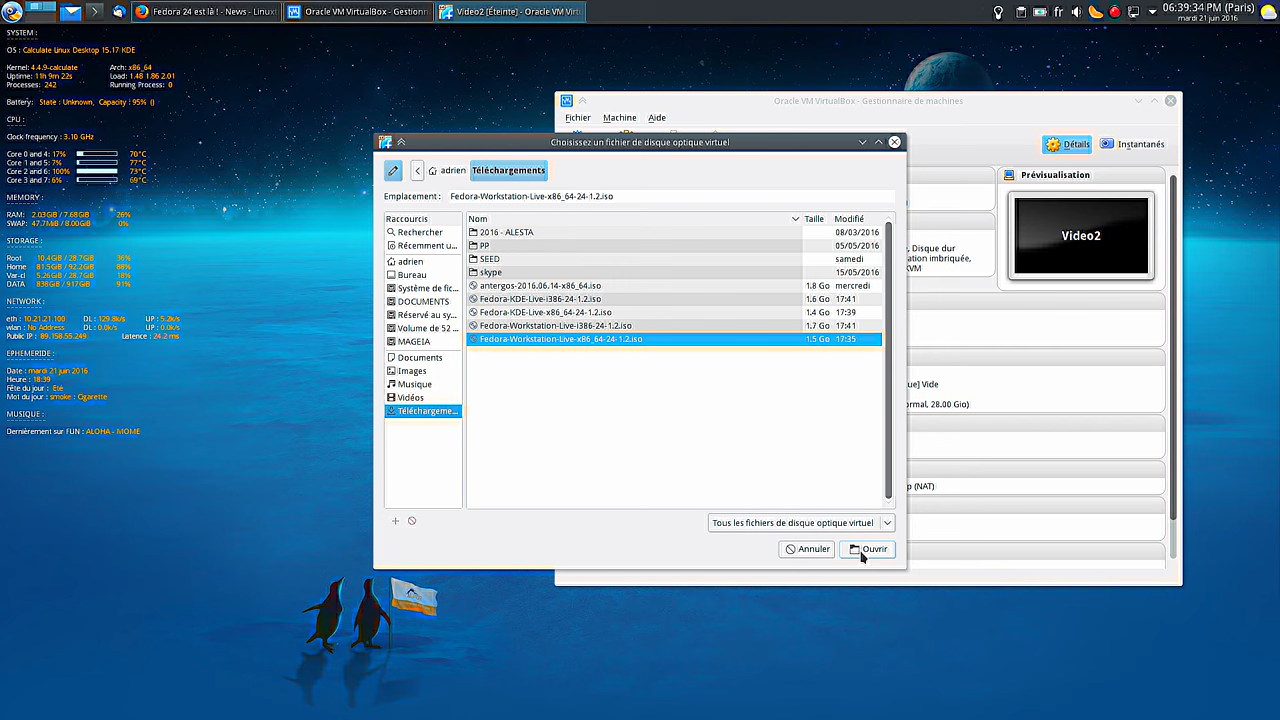 Fedora 24 est là ! - News - Linuxt
Oracle VM VirtualBox - Gestionn
Video2 [Éteinte] - Oracle VM Virt
fr
06:39:34 PM (Paris)
mardi 21 juin 2016
SYSTEM :
OS : Calculate Linux Desktop 15.17 KDE
Kernel: 4.4.9-calculate Arch: x86_64
Uptime: 11h 9m 22s Load: 1.48 1.86 2.01
Processes: 242 Running Process: 0
Battery: State : Unknown, Capacity : 95% ()
CPU :
Clock frequency : 3.10 GHz
Core 0 and 4: 17% 70°C
Core 1 and 5: 7% 77°C
Core 2 and 6: 100% 73°C
Core 3 and 7: 6% 69°C
MEMORY :
RAM: 2.03GiB / 7.68GiB 26%
SWAP: 47.7MiB / 8.00GiB 0%
STORAGE :
Root 10.4GiB / 28.7GiB 36%
Home 81.5GiB / 92.2GiB 88%
Var-cl 5.26GiB / 28.7GiB 18%
DATA 838GiB / 917GiB 91%
NETWORK :
eth : 10.21.21.100 DL : 129.8k/s UP : 5.2k/s
wlan : No Address DL : 0.0k/s UP : 0.0k/s
Public IP : 89.158.55.249 Latence : 24.2 ms
EPHEMERIDE :
Date : mardi 21 juin 2016
Heure : 18:39
Fête du jour : Été
Mot du jour : smoke : Cigarette
MUSIQUE :
Dernièrement sur FUN : ALOHA - MOME
Oracle VM VirtualBox - Gestionnaire de machines
Fichier Machine Aide
Détails Instantanés
Prévisualisation
Video2
Disque dur
ation imbriquée,
KVM
ue] Vide
ormal, 28.00 Gio)
p (NAT)
Choisissez un fichier de disque optique virtuel
adrien Téléchargements
Emplacement : Fedora-Workstation-Live-x86_64-24-1.2.iso
Raccourcis
Rechercher
Récemment u...
adrien
Bureau
Système de fic...
DOCUMENTS
Réservé au sy...
Volume de 52 ...
MAGEIA
Documents
Images
Musique
Vidéos
Téléchargeme...
Nom Taille Modifié
2016 - ALESTA 08/03/2016
PP 05/05/2016
SEED samedi
skype 15/05/2016
antergos-2016.06.14-x86_64.iso 1.8 Go mercredi
Fedora-KDE-Live-i386-24-1.2.iso 1.6 Go 17:41
Fedora-KDE-Live-x86_64-24-1.2.iso 1.8 Go 17:39
Fedora-Workstation-Live-i386-24-1.2.iso 1.7 Go 17:41
Fedora-Workstation-Live-x86_64-24-1.2.iso 1.5 Go 17:35
Tous les fichiers de disque optique virtuel
Annuler Ouvrir